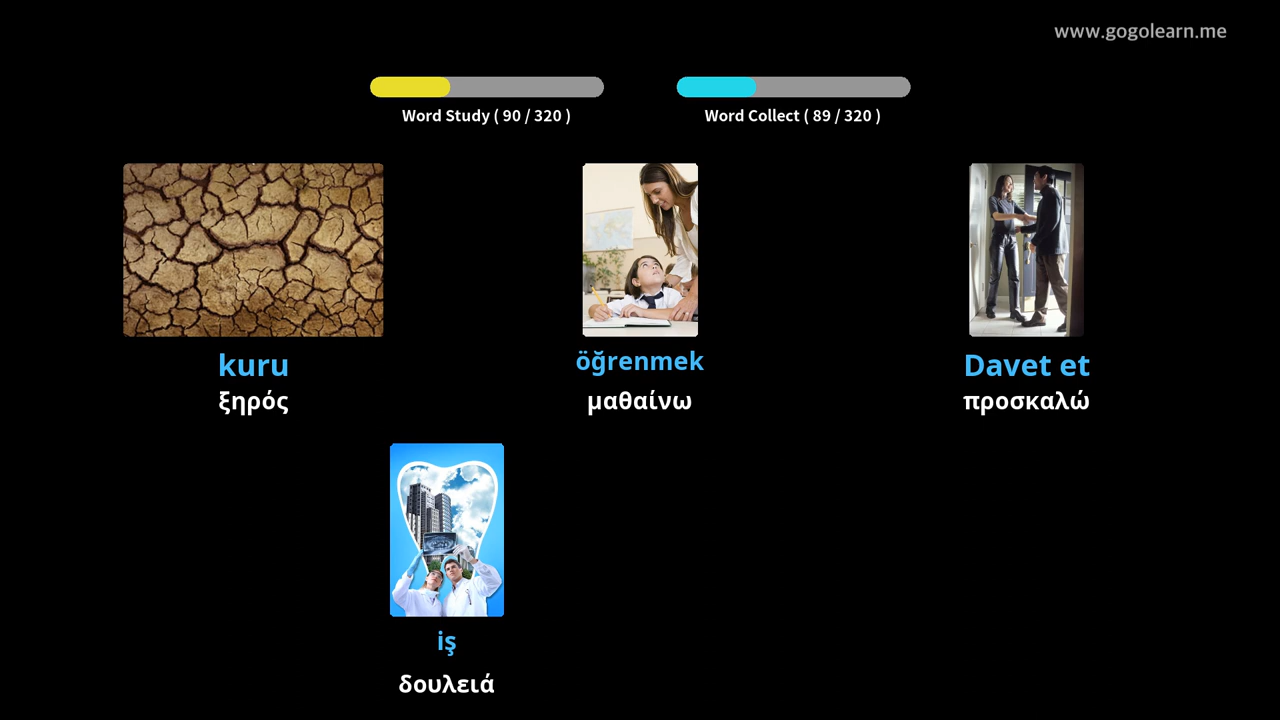 www.gogolearn.me
Word Study ( 90 / 320 )
Word Collect ( 89 / 320 )
kuru
ξηρός
öğrenmek
μαθαίνω
Davet et
προσκαλώ
iş
δουλειά